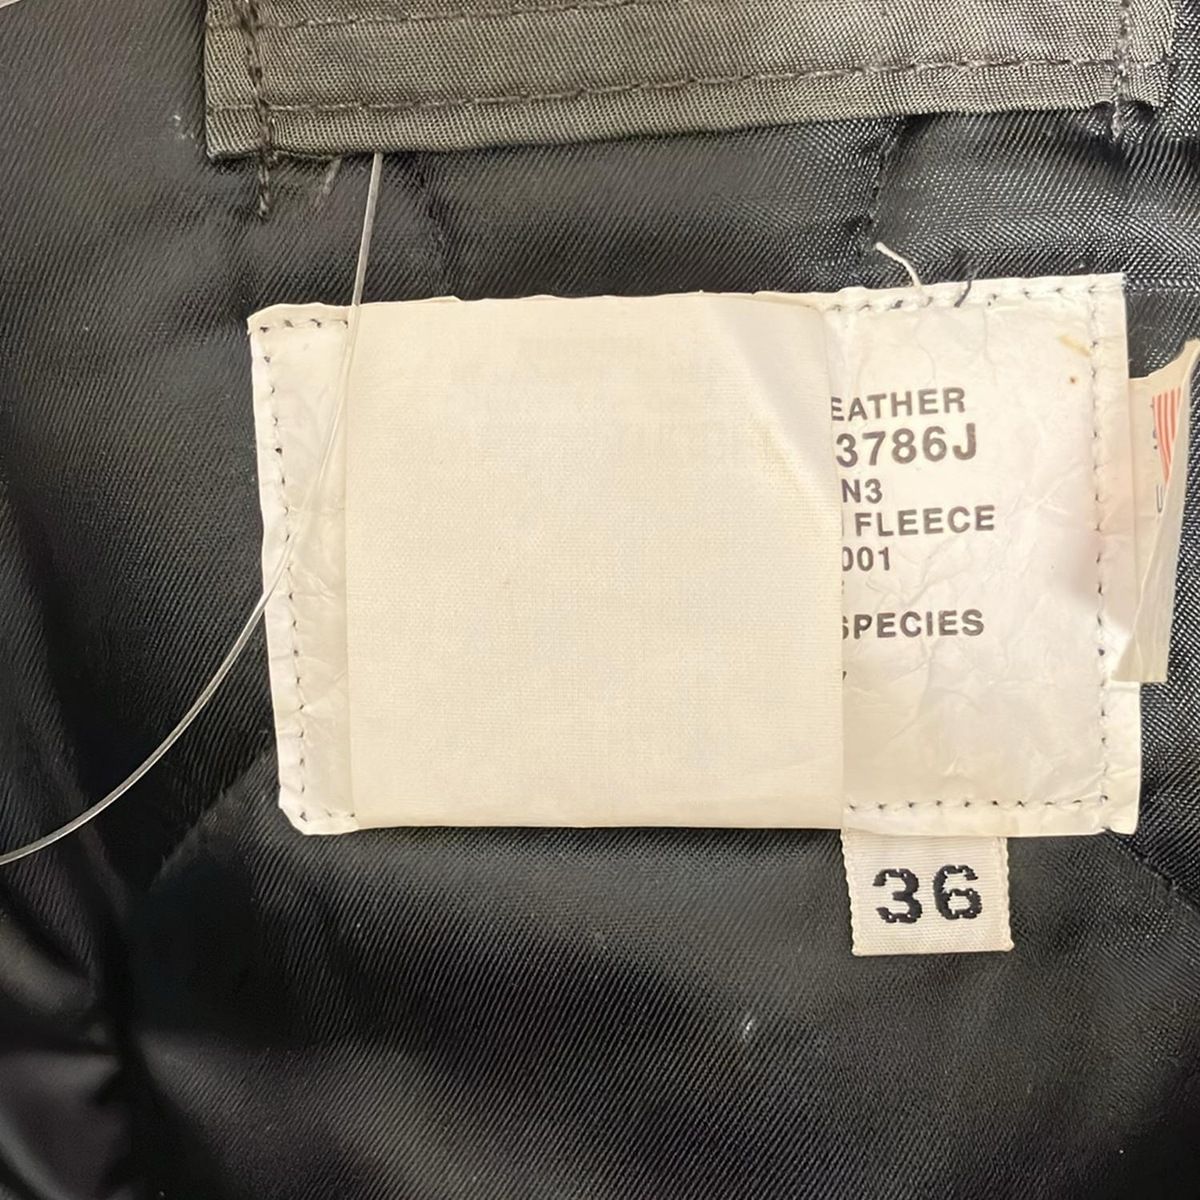 EATHER
3786J
N3
FLEECE
001
SPECIES
36